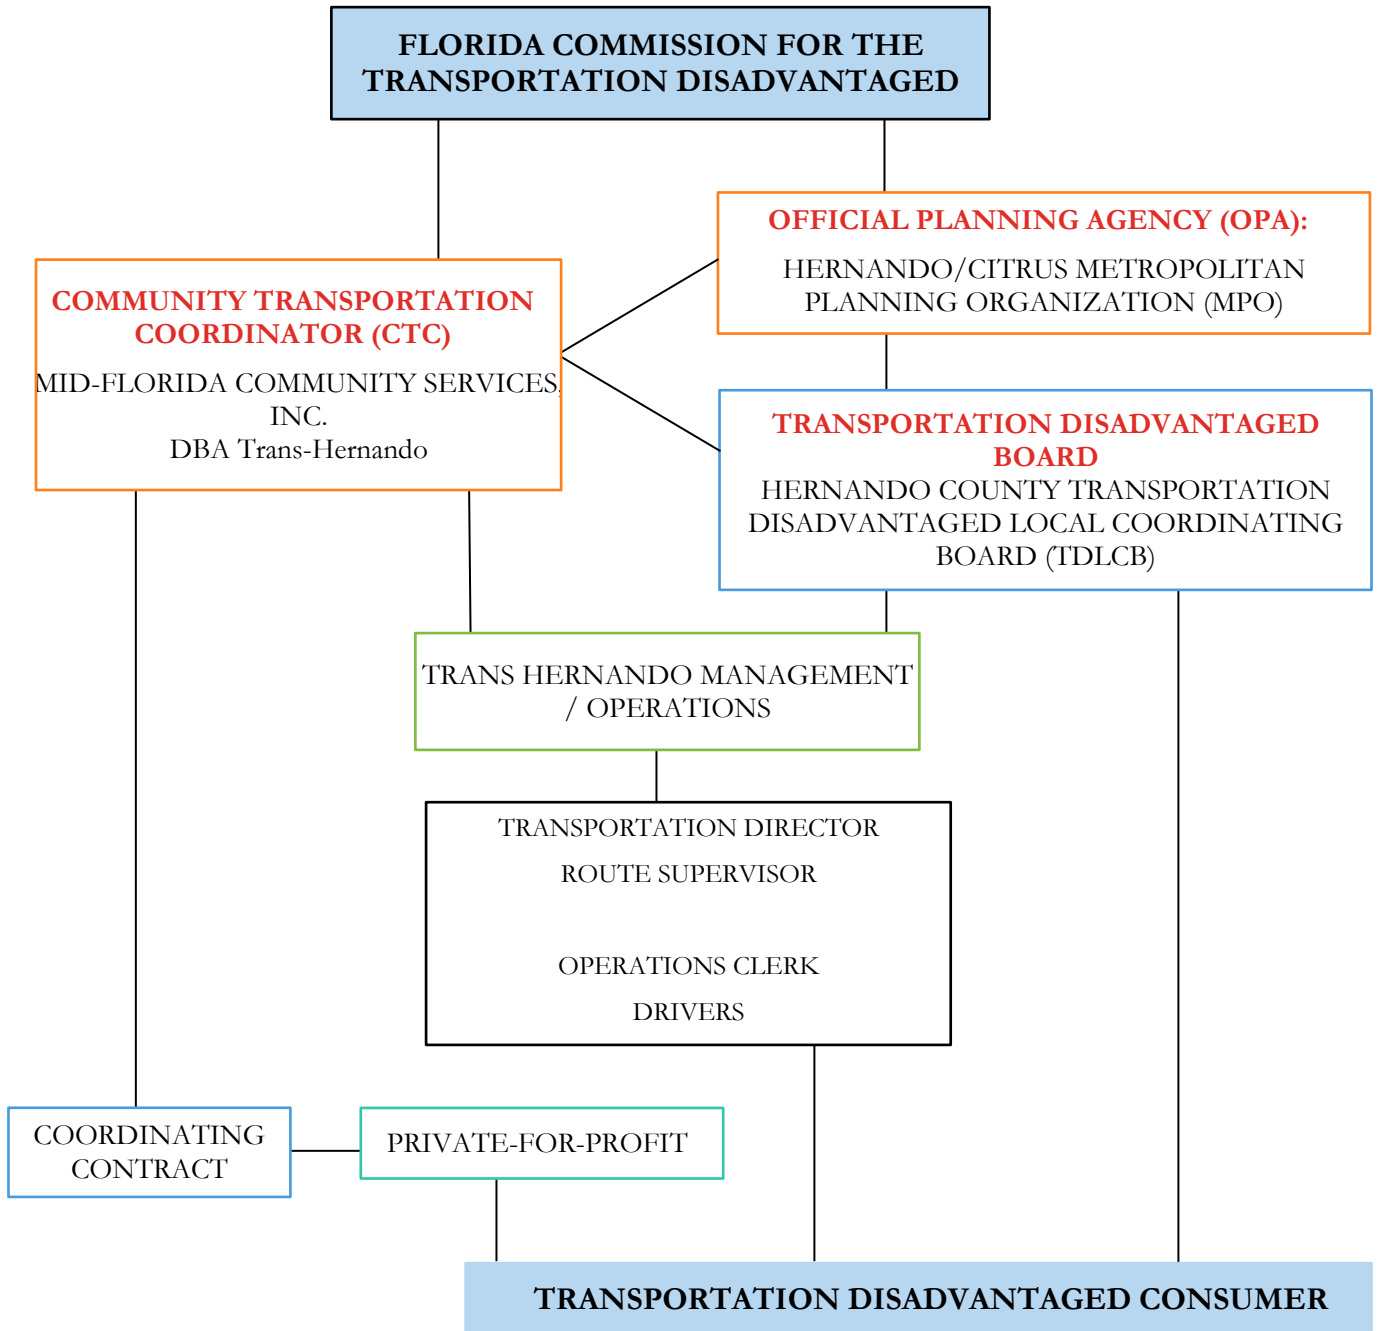 FLORIDA COMMISSION FOR THE
TRANSPORTATION DISADVANTAGED
OFFICIAL PLANNING AGENCY (OPA):
HERNANDO/CITRUS METROPOLITAN
PLANNING ORGANIZATION (MPO)
COMMUNITY TRANSPORTATION
COORDINATOR (CTC)
MID-FLORIDA COMMUNITY SERVICES,
INC.
DBA Trans-Hernando
TRANSPORTATION DISADVANTAGED
BOARD
HERNANDO COUNTY TRANSPORTATION
DISADVANTAGED LOCAL COORDINATING
BOARD (TDLCB)
TRANS HERNANDO MANAGEMENT
/ OPERATIONS
TRANSPORTATION DIRECTOR
ROUTE SUPERVISOR
OPERATIONS CLERK
DRIVERS
COORDINATING
CONTRACT
PRIVATE-FOR-PROFIT
TRANSPORTATION DISADVANTAGED CONSUMER